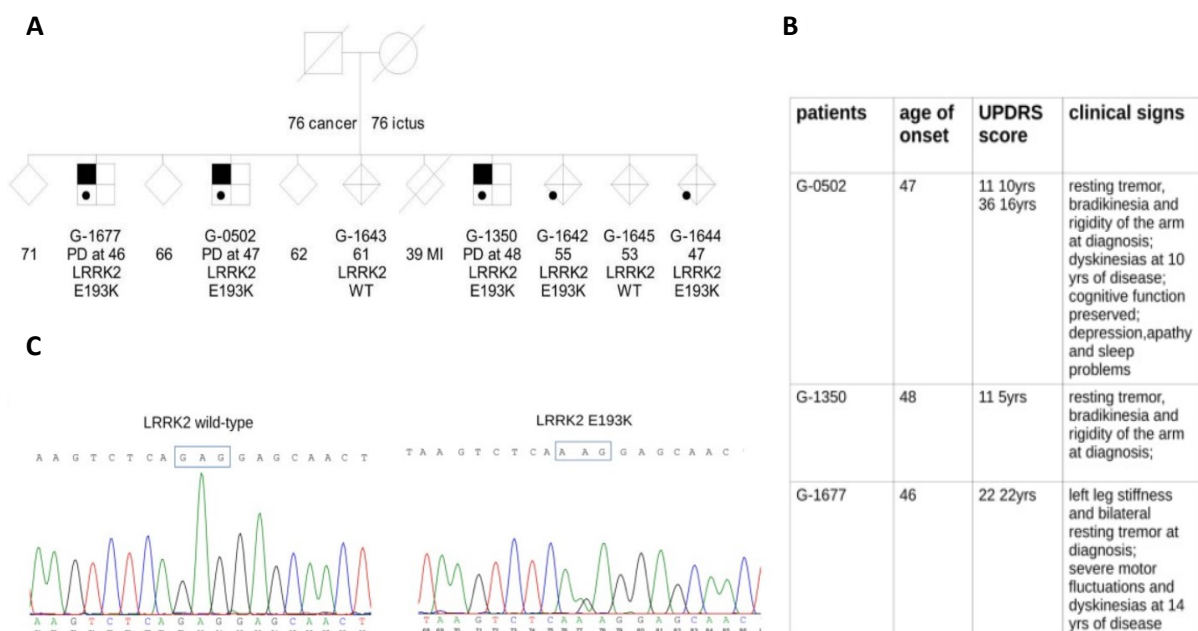 A
76 cancer 76 ictus
71
G-1677
PD at 46
LRRK2
E193K
66
G-0502
PD at 47
LRRK2
E193K
62
G-1643
61
LRRK2
WT
39 MI
G-1350
PD at 48
LRRK2
E193K
G-1642
55
LRRK2
E193K
G-1645
53
LRRK2
WT
G-1644
47
LRRK2
E193K
B
patients age of onset UPDRS score clinical signs
G-0502 47 11 10yrs
36 16yrs
resting tremor,
bradikinesia and
rigidity of the arm
at diagnosis;
dyskinesias at 10
yrs of disease;
cognitive function
preserved;
depression,apathy
and sleep
problems
G-1350 48 11 5yrs
resting tremor,
bradikinesia and
rigidity of the arm
at diagnosis;
G-1677 46 22 22yrs
left leg stiffness
and bilateral
resting tremor at
diagnosis;
severe motor
fluctuations and
dyskinesias at 14
yrs of disease
C
LRRK2 wild-type
A A G T C T C A G A G G A G C A A C T
A A G T C T C A G A G G A G C A A C T
LRRK2 E193K
T A A G T C T C A A A G G A G C A A C
T A A G T C T C A A A G G A G C A A C